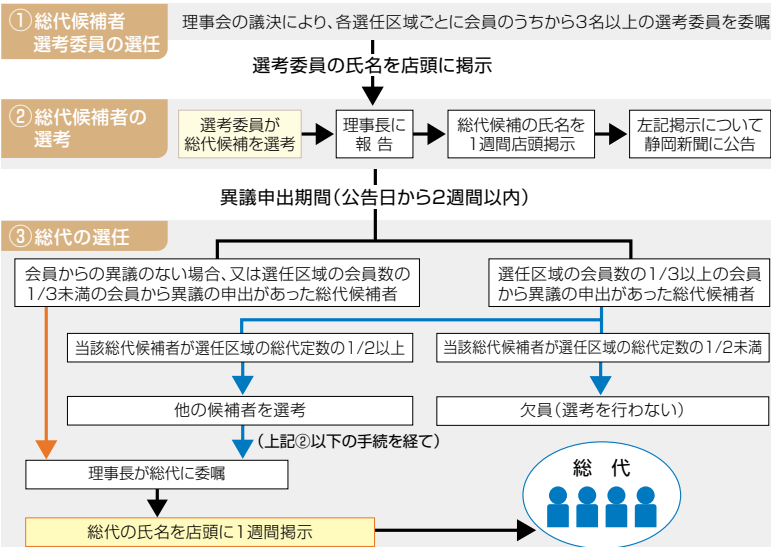 ①総代候補者
選考委員の選任
理事会の議決により、各選任区域ごとに会員のうちから3名以上の選考委員を委嘱
選考委員の氏名を店頭に掲示
②総代候補者の
選考
選考委員が
総代候補を選考
理事長に
報 告
総代候補の氏名を
1週間店頭掲示
左記掲示について
静岡新聞に公告
異議申出期間(公告日から2週間以内)
③総代の選任
会員からの異議のない場合、又は選任区域の会員数の
1/3未満の会員から異議の申出があった総代候補者
選任区域の会員数の1/3以上の会員
から異議の申出があった総代候補者
当該総代候補者が選任区域の総代定数の1/2以上
当該総代候補者が選任区域の総代定数の1/2未満
他の候補者を選考
欠員(選考を行わない)
(上記②以下の手続を経て)
理事長が総代に委嘱
総 代
総代の氏名を店頭に1週間掲示